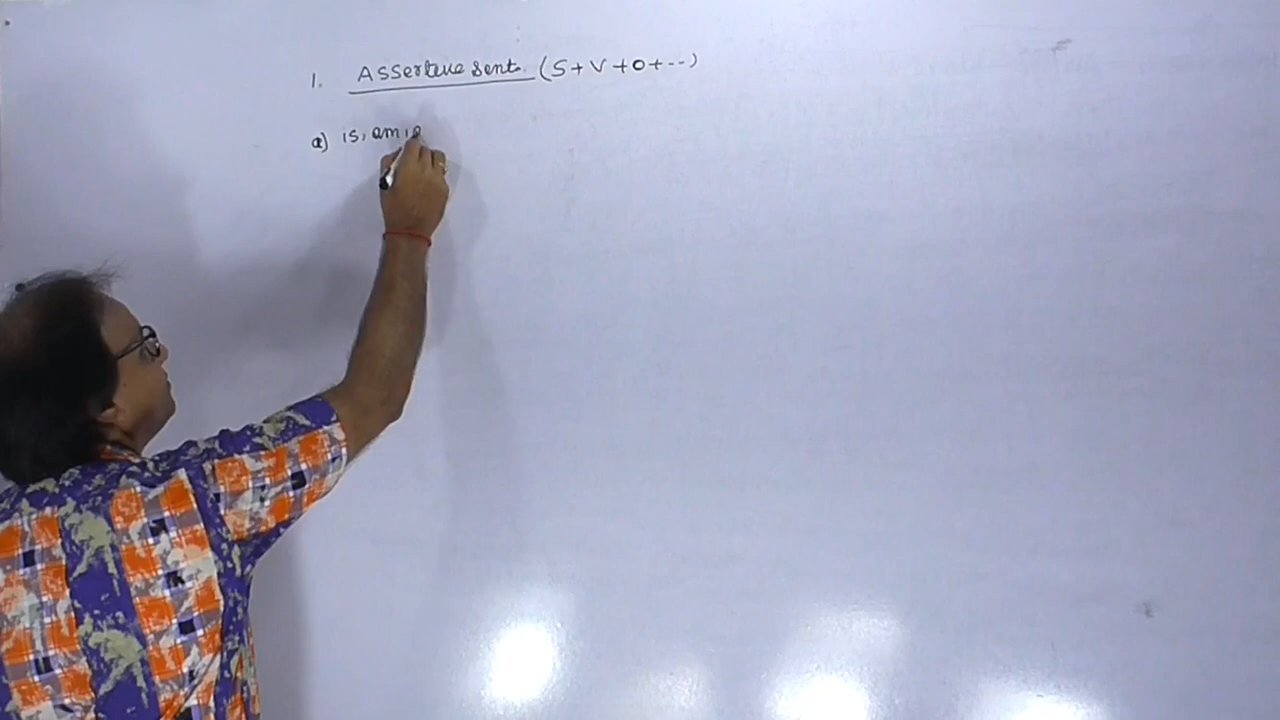 1. Assertive Sent. (S+V+O+--)
a) is, am, a